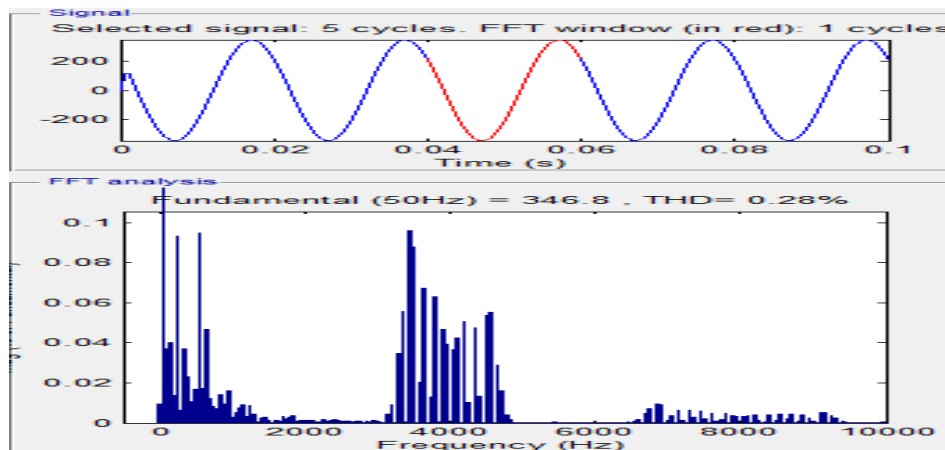 Signal
Selected signal: 5 cycles. FFT window (in red): 1 cycles
200
0
-200
0 0.02 0.04 0.06 0.08 0.1
Time (s)
FFT analysis
Fundamental (50Hz) = 346.8 , THD= 0.28%
0.1
0.08
0.06
0.04
0.02
0
0 2000 4000 6000 8000 10000
Frequency (Hz)